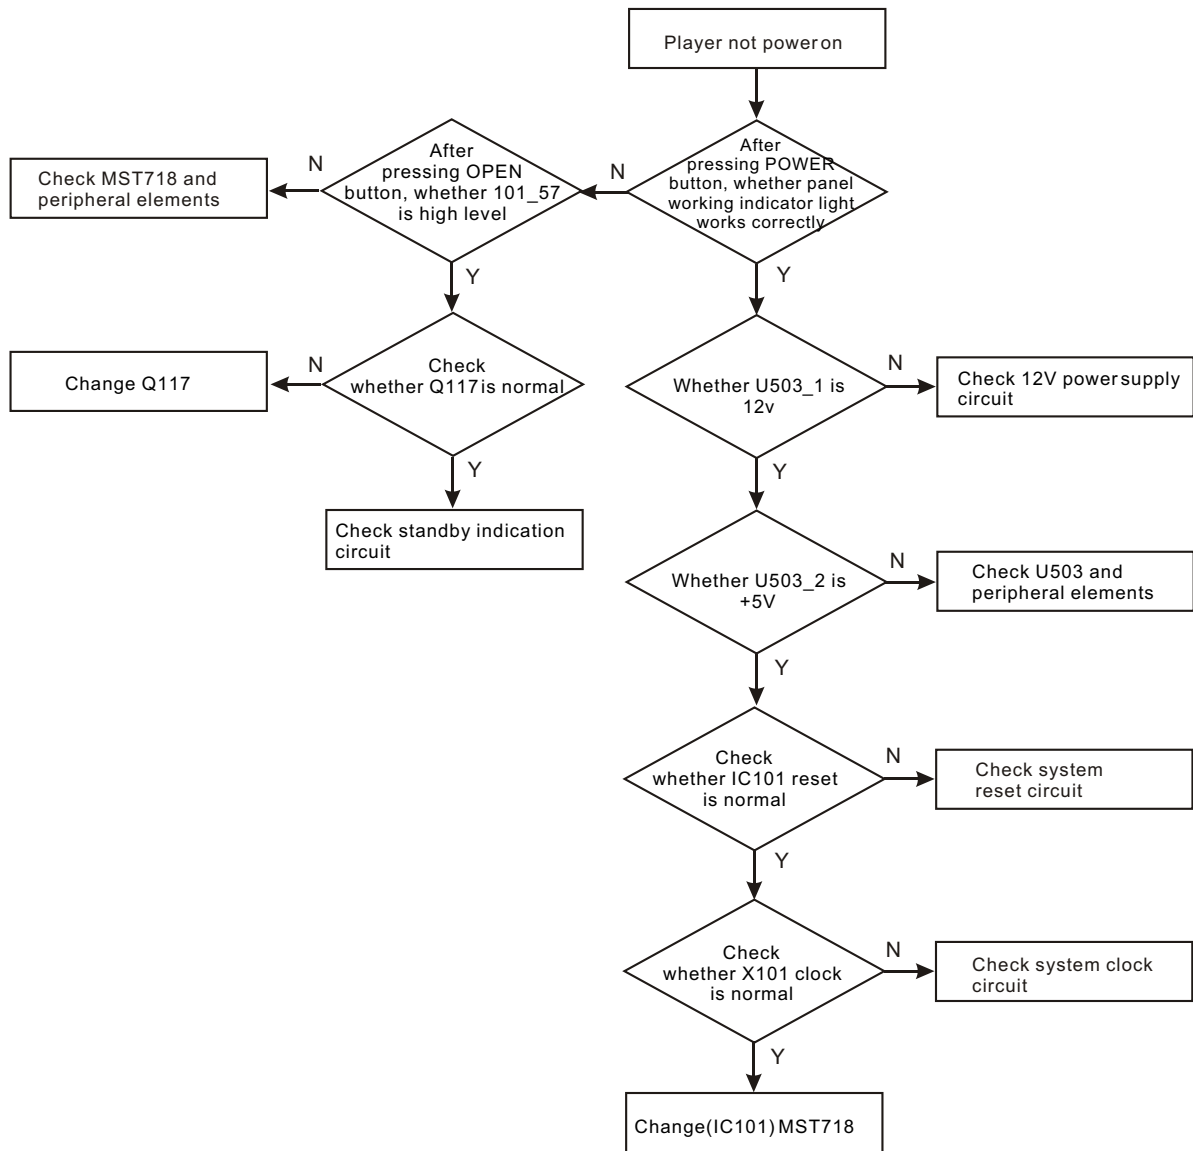 Player not power on
After
pressing POWER
button, whether panel
working indicator light
works correctly
N
Y
After
pressing OPEN
button, whether 101_57
is high level
N
Y
Check MST718 and
peripheral elements
Check
whether Q117 is normal
N
Y
Change Q117
Check standby indication
circuit
Whether U503_1 is
12v
N
Y
Check 12V power supply
circuit
Whether U503_2 is
+5V
N
Y
Check U503 and
peripheral elements
Check
whether IC101 reset
is normal
N
Y
Check system
reset circuit
Check
whether X101 clock
is normal
N
Y
Check system clock
circuit
Change(IC101) MST718